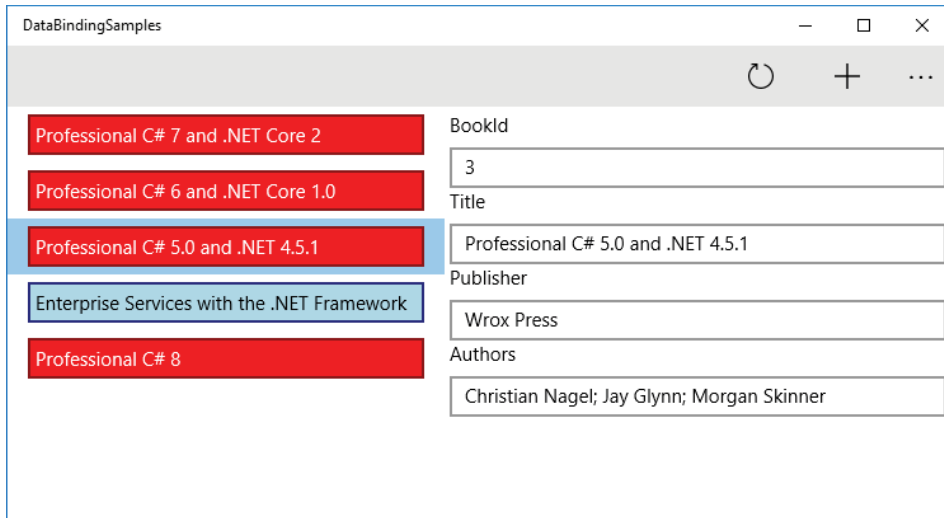 DataBindingSamples
Professional C# 7 and .NET Core 2
Professional C# 6 and .NET Core 1.0
Professional C# 5.0 and .NET 4.5.1
Enterprise Services with the .NET Framework
Professional C# 8
BookId
3
Title
Professional C# 5.0 and .NET 4.5.1
Publisher
Wrox Press
Authors
Christian Nagel; Jay Glynn; Morgan Skinner